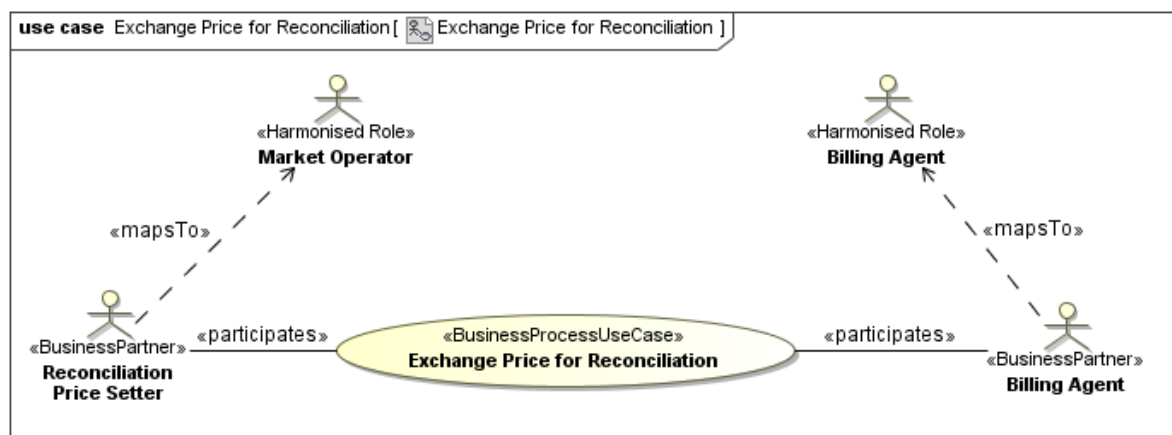 use case Exchange Price for Reconciliation[ Exchange Price for Reconciliation ]
«Harmonised Role»
Market Operator
«Harmonised Role»
Billing Agent
«mapsTo»
«mapsTo»
«BusinessPartner»
Reconciliation
Price Setter
«participates»
«BusinessProcessUseCase»
Exchange Price for Reconciliation
«participates»
«BusinessPartner»
Billing Agent